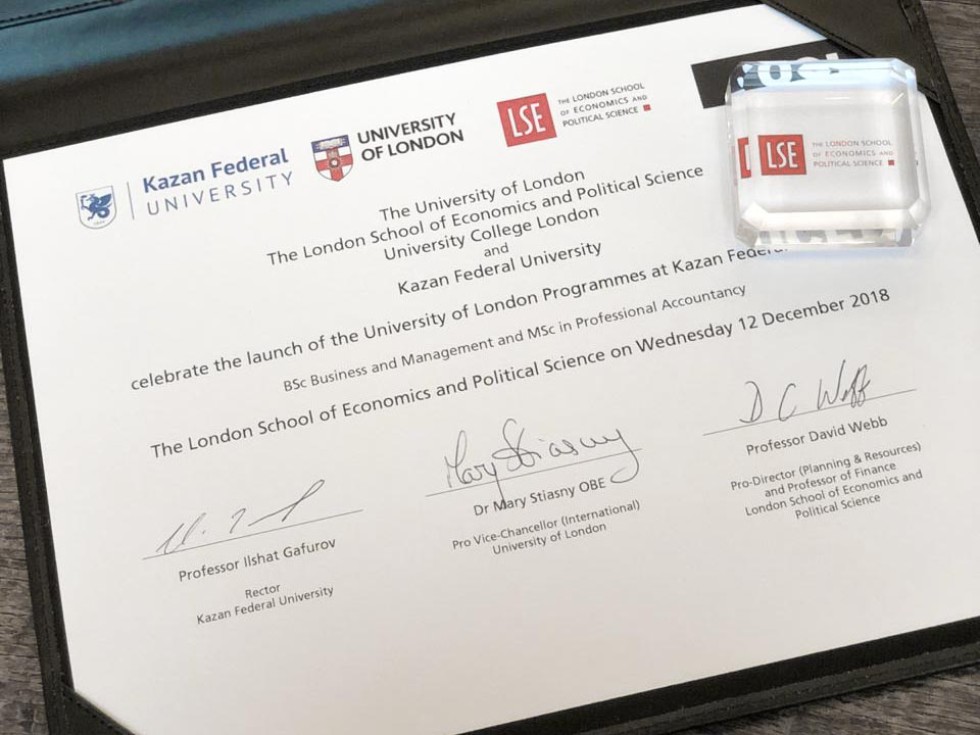 Kazan Federal
UNIVERSITY
UNIVERSITY
OF LONDON
LSE
THE LONDON SCHOOL
OF ECONOMICS AND
POLITICAL SCIENCE
LSE
THE LONDON SCHOOL
OF ECONOMICS AND
POLITICAL SCIENCE
The University of London
The London School of Economics and Political Science
University College London
and
Kazan Federal University
celebrate the launch of the University of London Programmes at Kazan
BSc Business and Management and MSc in Professional Accountancy
The London School of Economics and Political Science on Wednesday 12 December 2018
Mary Stiasny
D C Webb
Professor Ilshat Gafurov
Rector
Kazan Federal University
Dr Mary Stiasny OBE
Pro Vice-Chancellor (International)
University of London
Professor David Webb
Pro-Director (Planning & Resources)
and Professor of Finance
London School of Economics and
Political Science